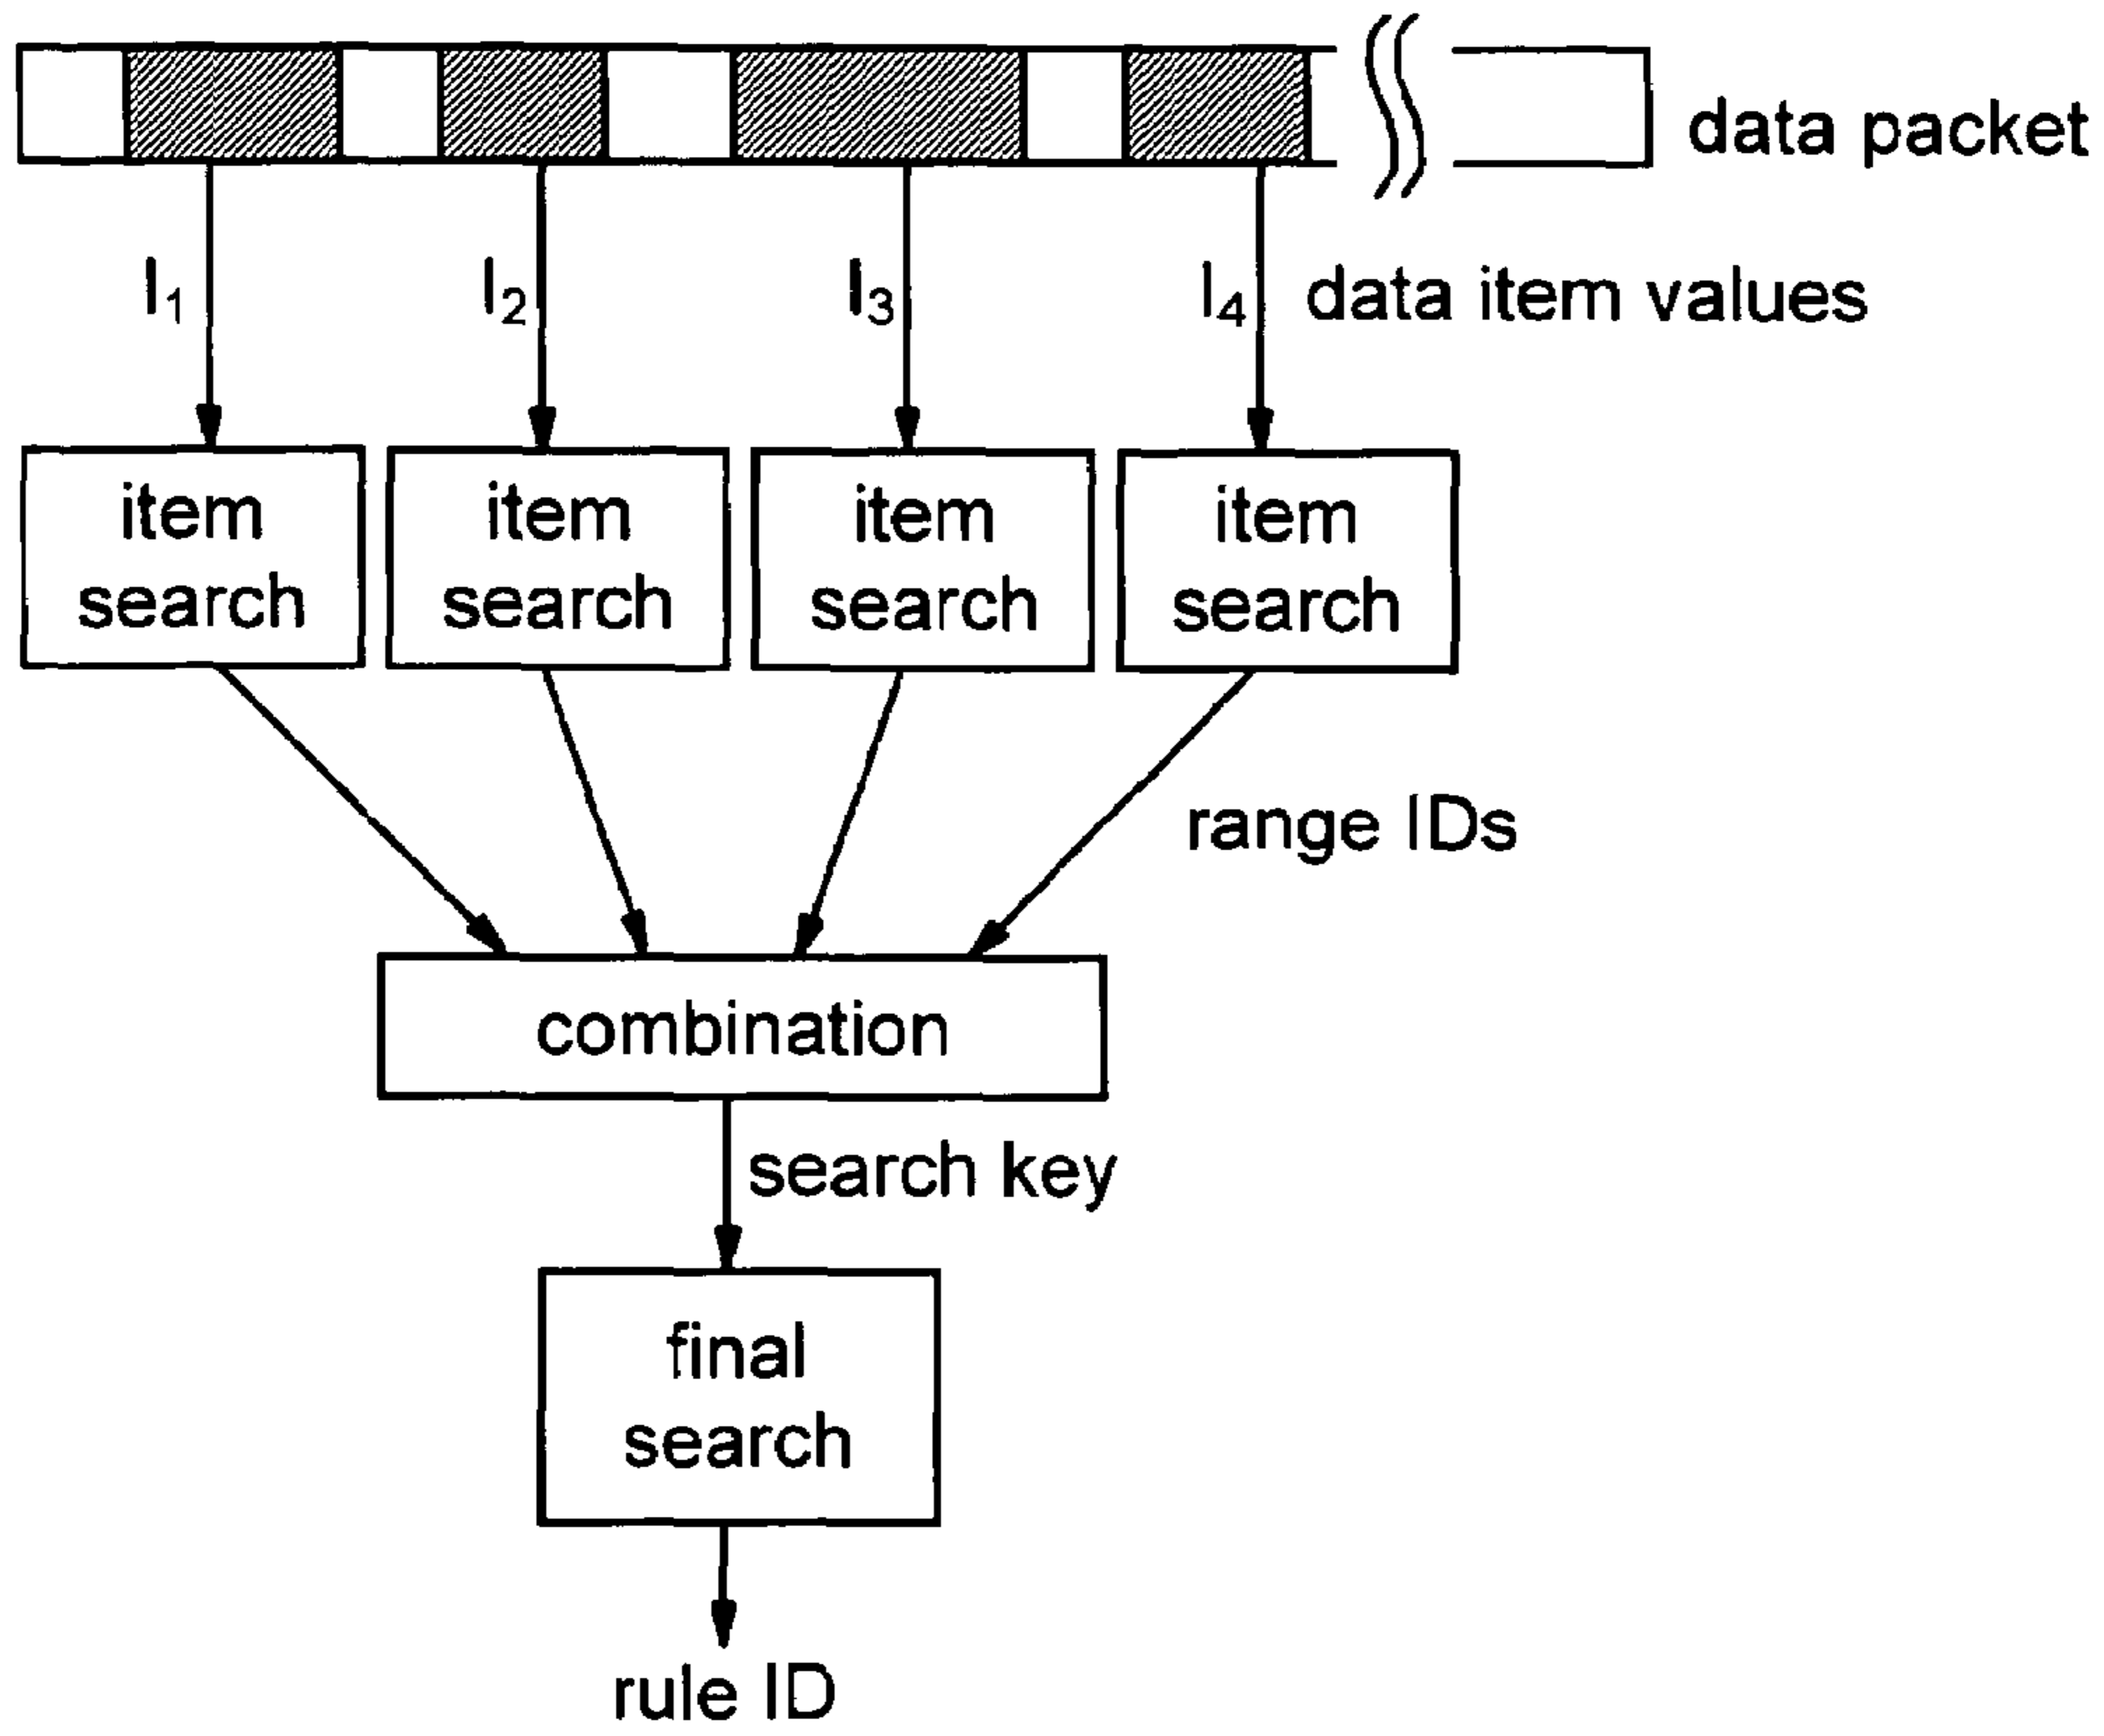 data packet
I₁ I₂ I₃ I₄ data item values
item search
item search
item search
item search
range IDs
combination
search key
final
search
rule ID